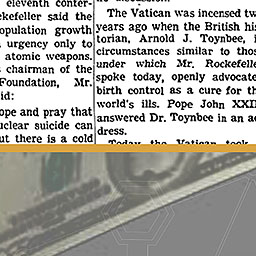 eleventh confer-
ckefeller said the
opulation growth
urgency only to
atomic weapons.
chairman of the
Foundation, Mr.
id:
ope and pray that
uclear suicide can
ut there is a cold
The Vatican was incensed tw
years ago when the British his
torian, Arnold J. Toynbee, i
circumstances similar to thos
under which Mr. Rockefelle
spoke today, openly advocate
birth control as a cure for th
world's ills. Pope John XXII
answered Dr. Toynbee in an ad
dress.
Today the Vatican took